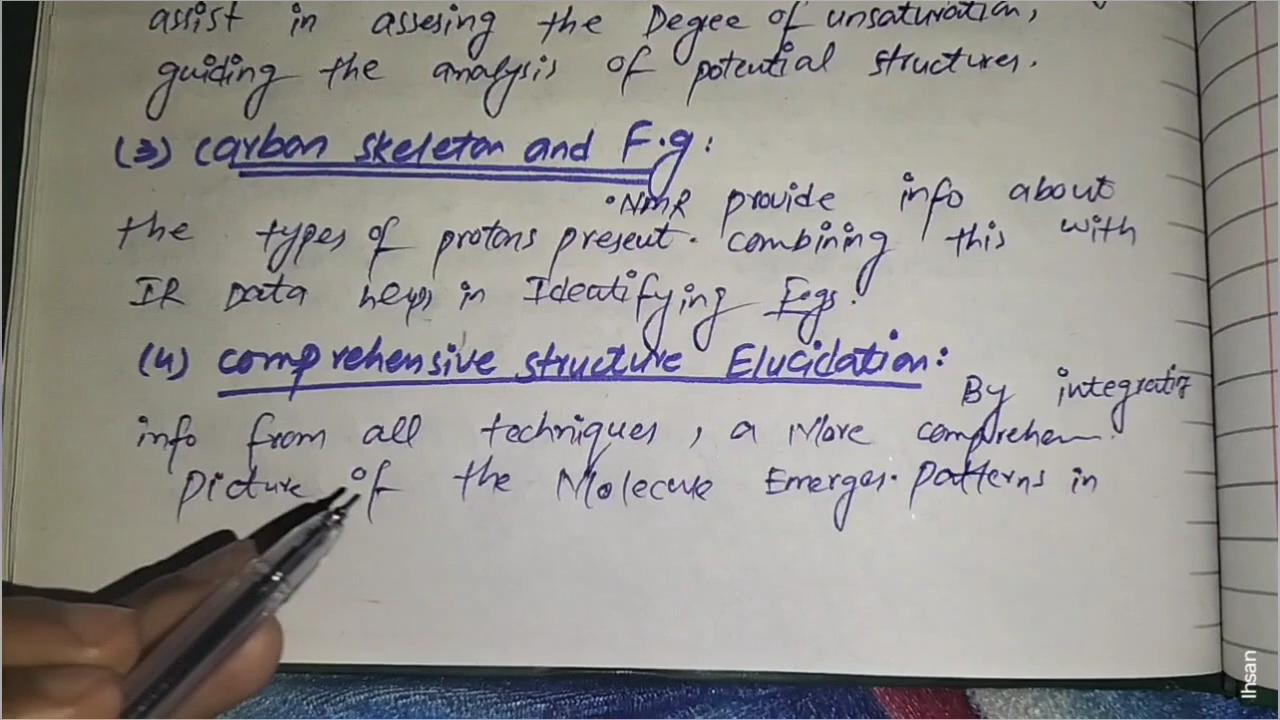 assist in assesing the Degree of unsaturation,
guiding the analysis of potential structures.
(3) carbon skeleton and F.g:
•NMR provide info about
the types of protons present. combining this with
IR Data helps in Identifying F.gs.
(4) comprehensive structure Elucidation:
By integratig
info from all techniques, a More comprehen
Picture of the Molecule Emerges. Patterns in
Ihsan